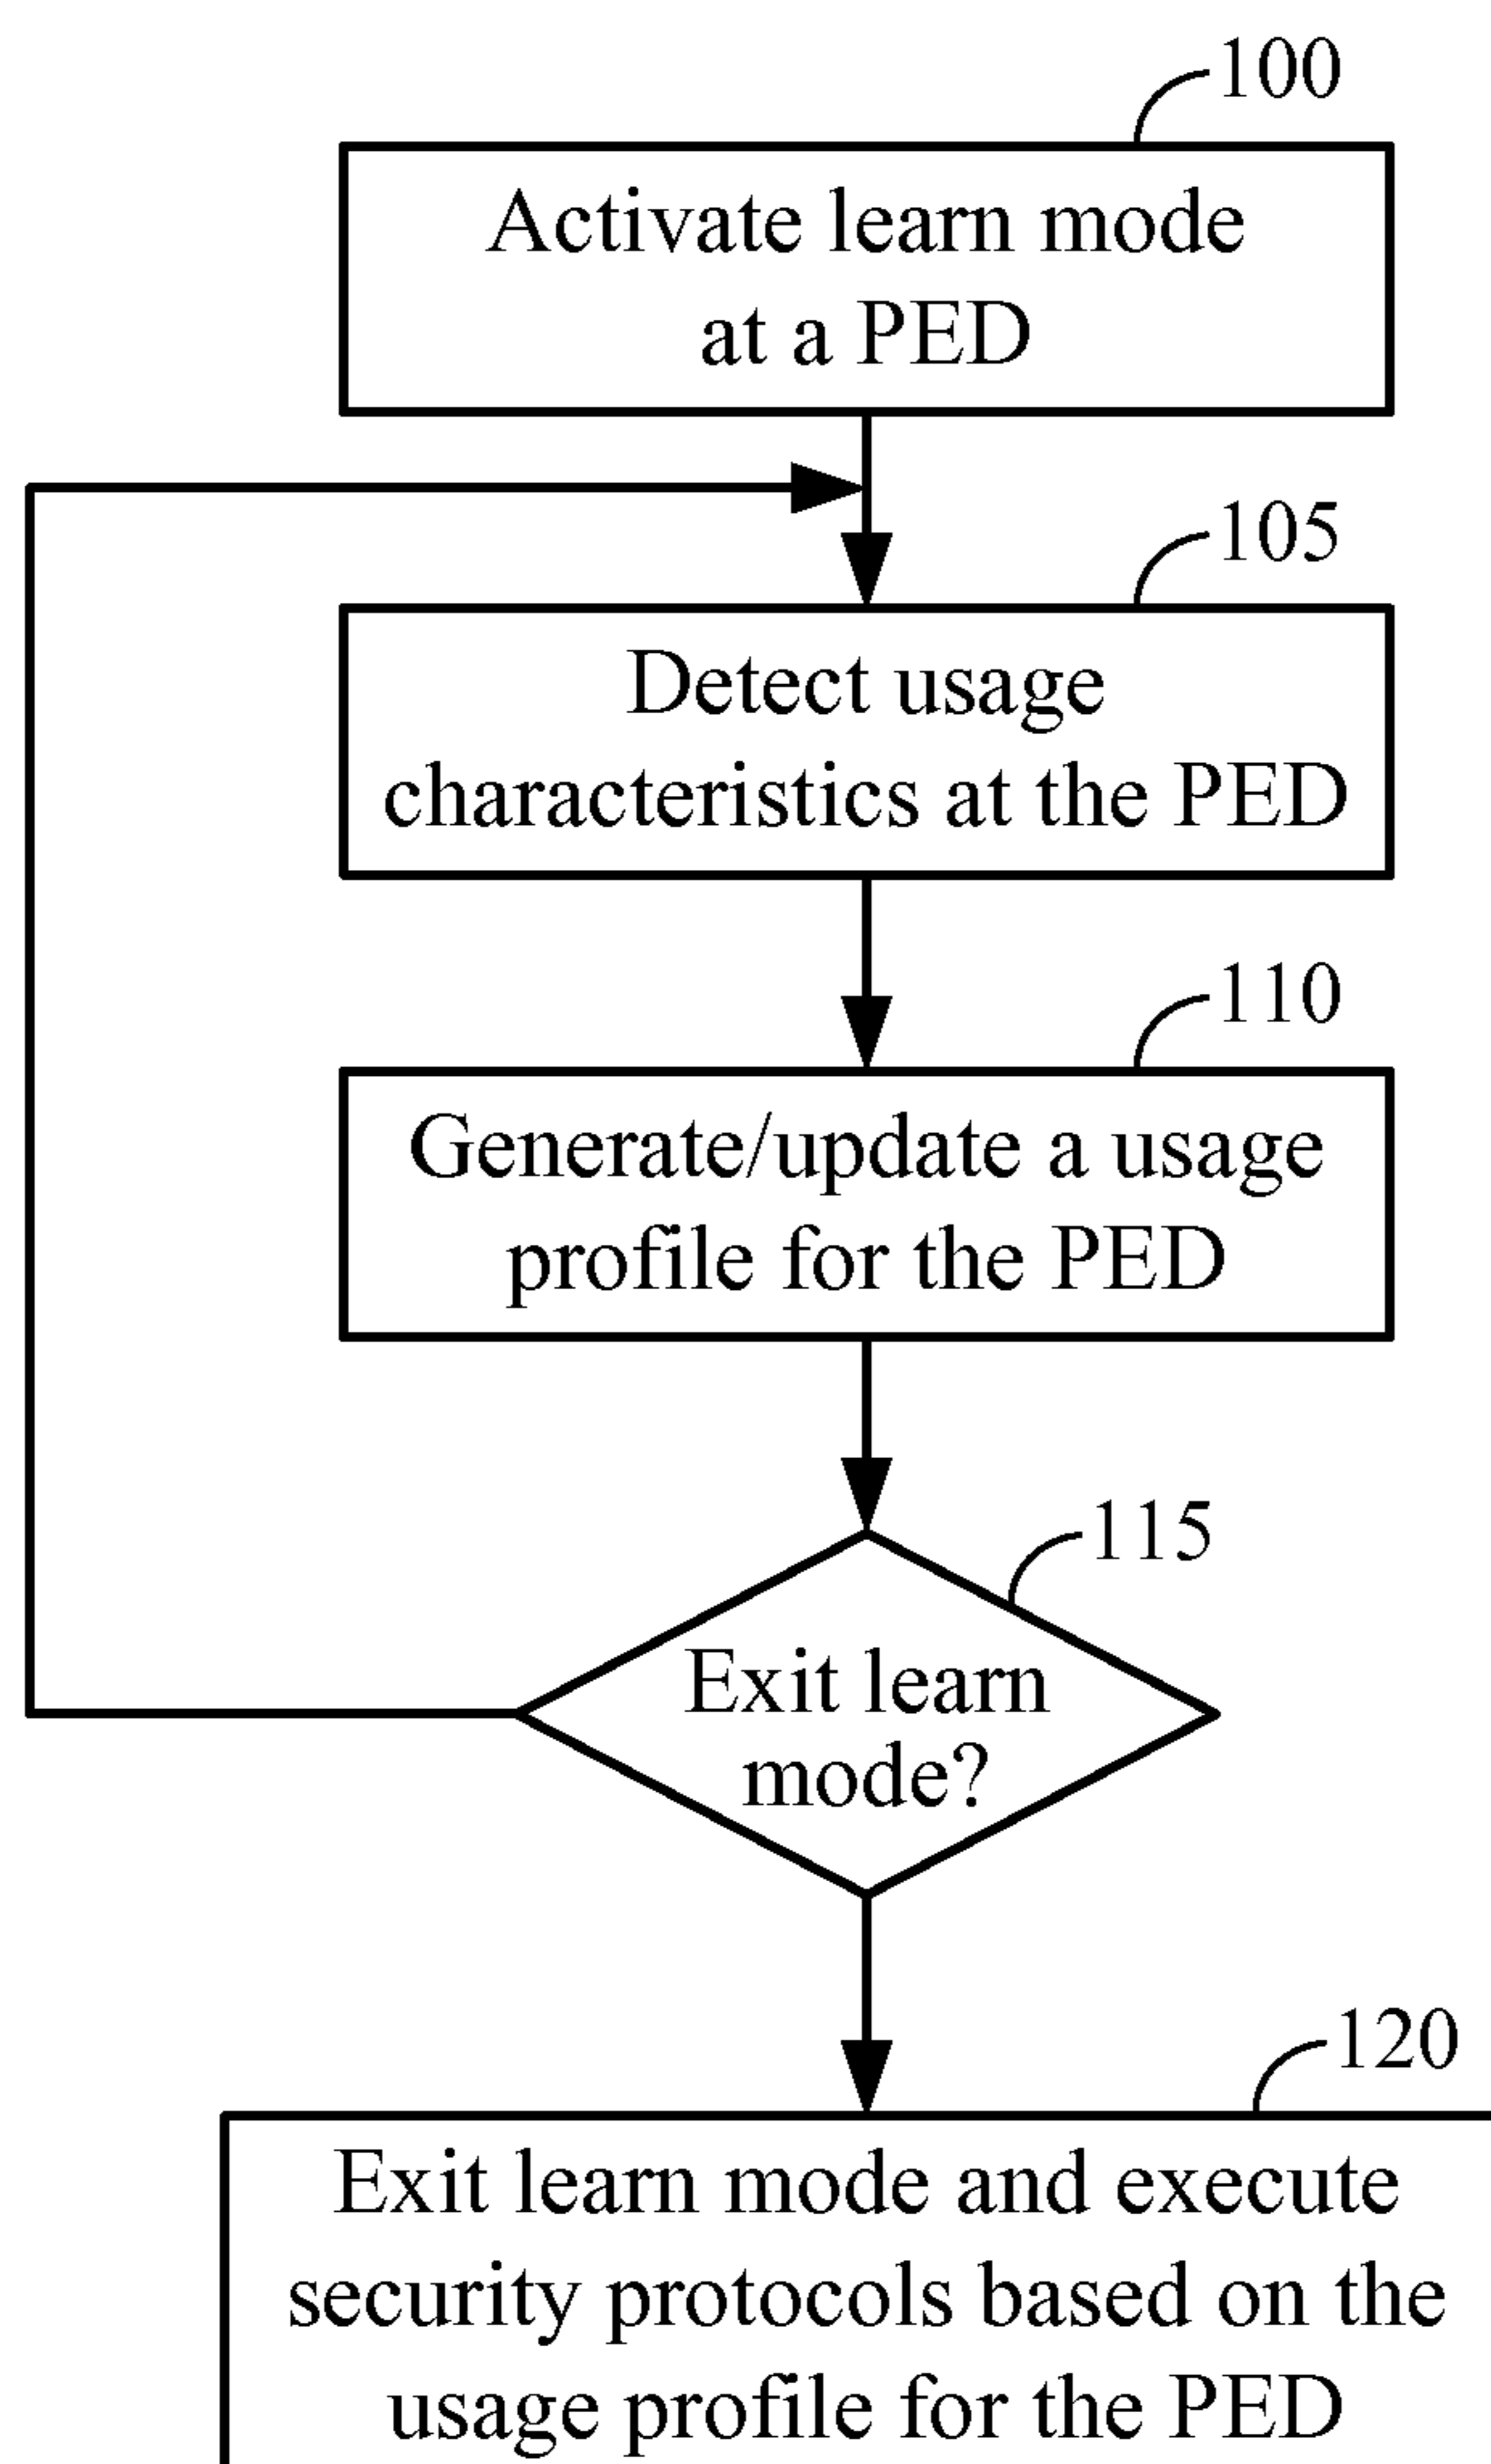 100
Activate learn mode
at a PED
105
Detect usage
characteristics at the PED
110
Generate/update a usage
profile for the PED
115
Exit learn
mode?
120
Exit learn mode and execute
security protocols based on the
usage profile for the PED